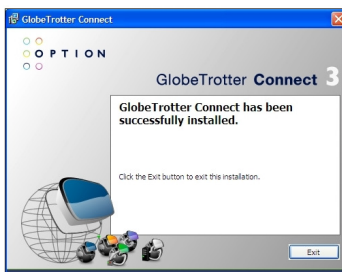 GlobeTrotter Connect
OPTION
GlobeTrotter Connect 3
GlobeTrotter Connect has been
successfully installed.
Click the Exit button to exit this installation.
Exit